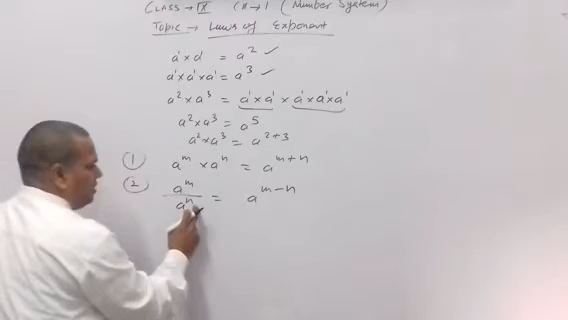 CLASS → IX CH → 1 (Number System)
Topic → Laws of Exponent
a¹ × a¹ = a² ✓
a¹ × a¹ × a¹ = a³ ✓
a² × a³ = a¹ × a¹ × a¹ × a¹ × a¹
a² × a³ = a⁵
a² × a³ = a²⁺³
(1) aᵐ × aⁿ = aᵐ⁺ⁿ
(2) aᵐ/aⁿ = aᵐ⁻ⁿ